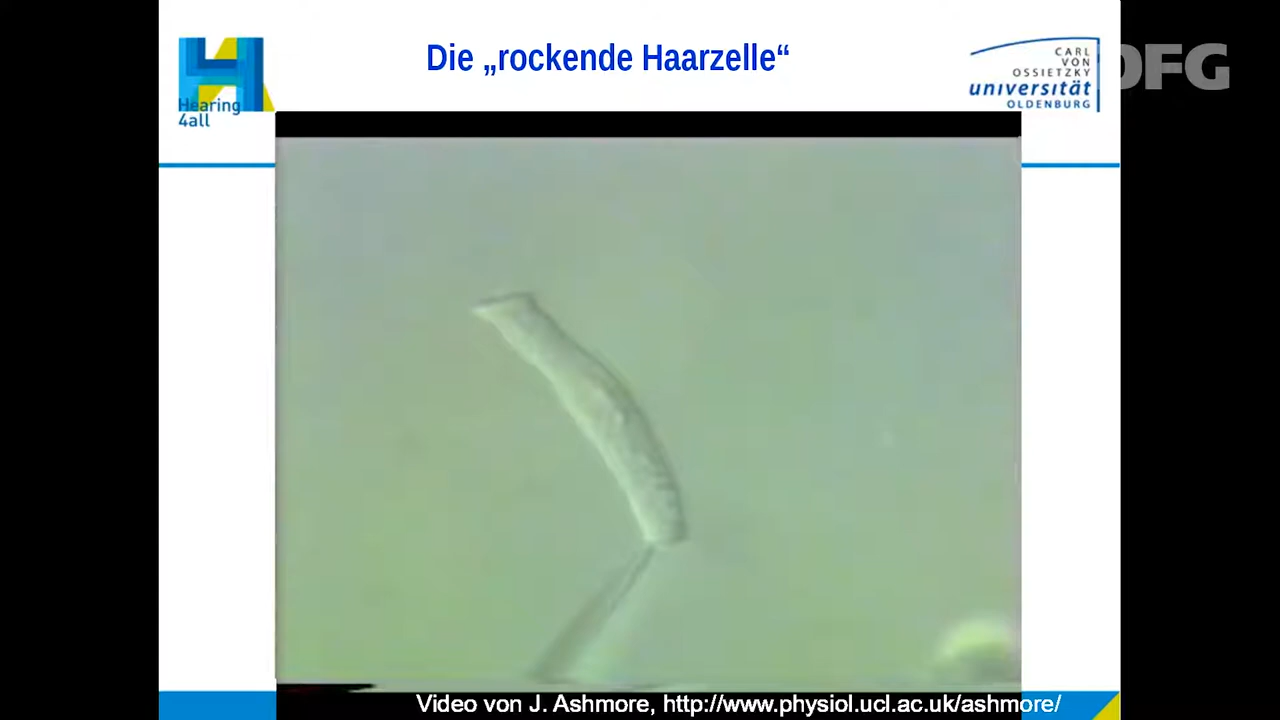 Die „rockende Haarzelle“
Hearing
4all
CARL
VON
OSSIETZKY
universität
OLDENBURG
DFG
Video von J. Ashmore, http://www.physiol.ucl.ac.uk/ashmore/